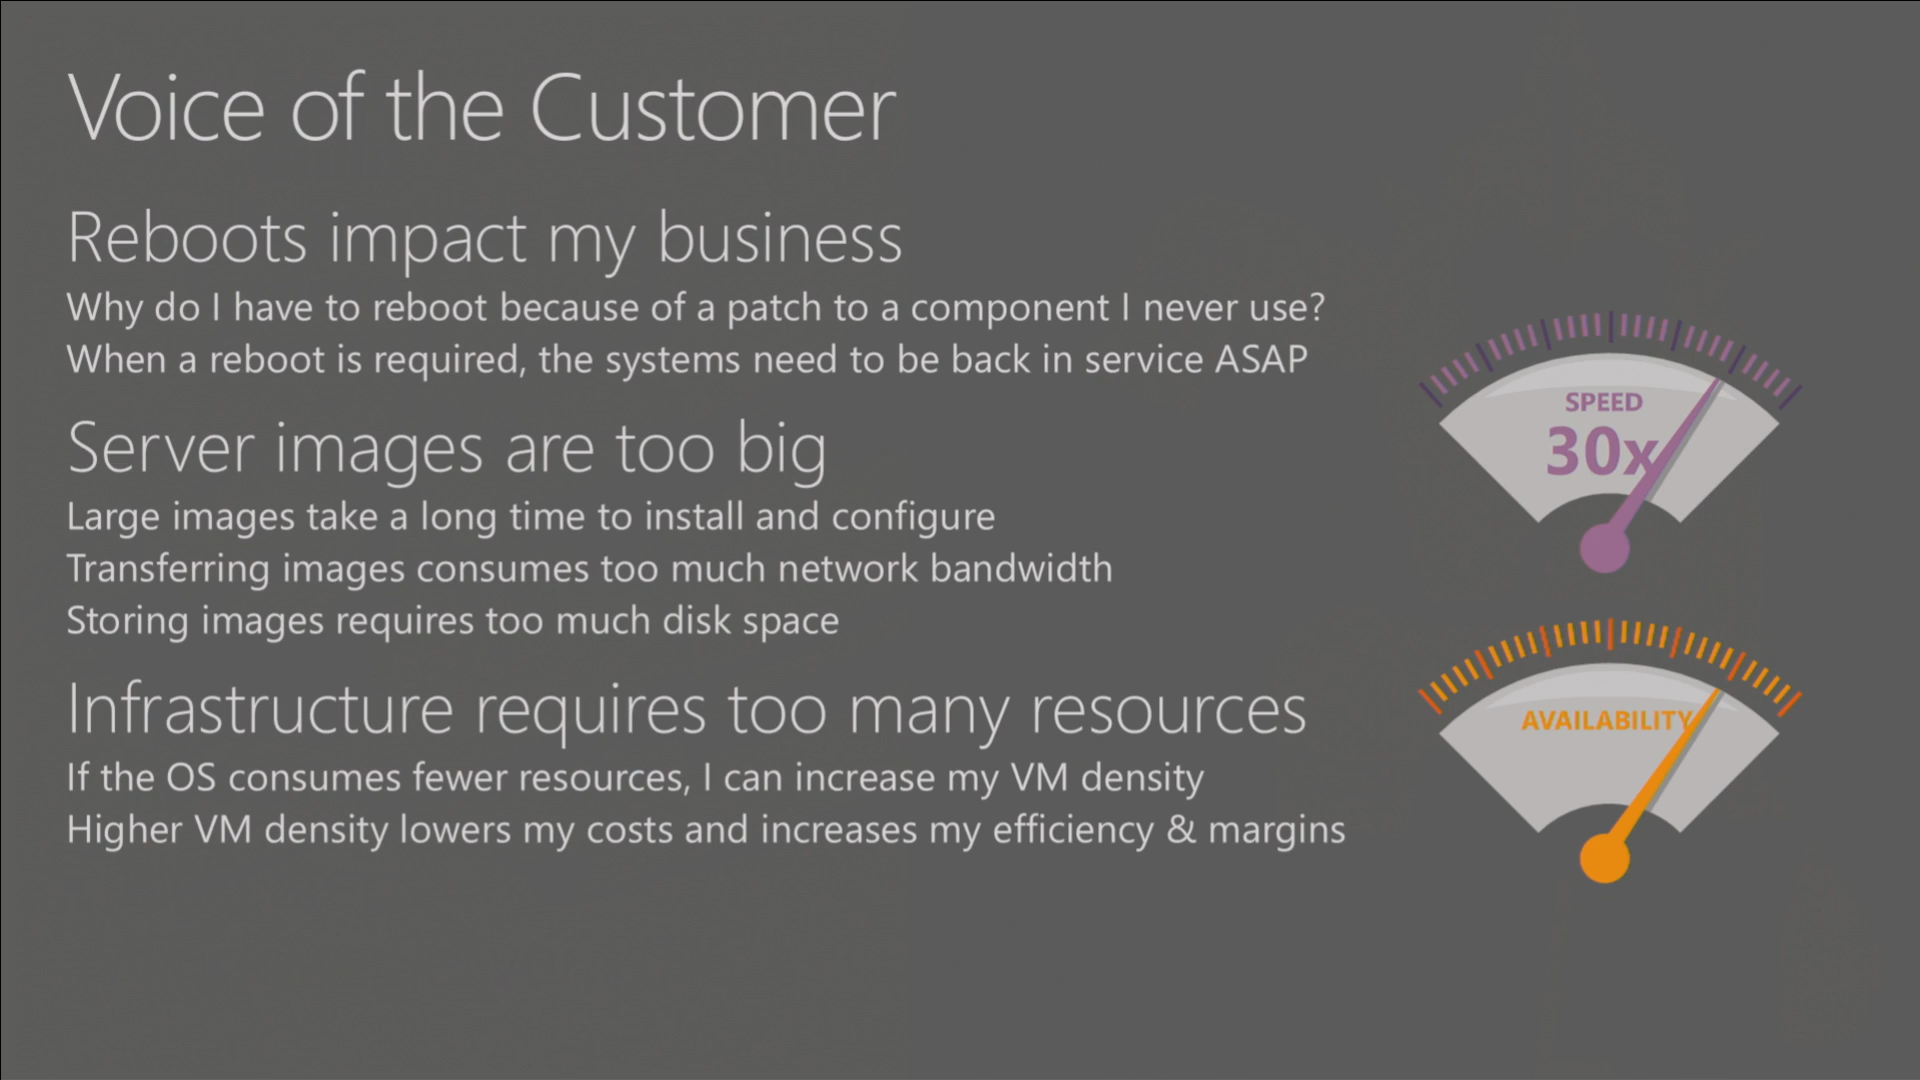 Voice of the Customer
Reboots impact my business
Why do I have to reboot because of a patch to a component I never use?
When a reboot is required, the systems need to be back in service ASAP
Server images are too big
Large images take a long time to install and configure
Transferring images consumes too much network bandwidth
Storing images requires too much disk space
Infrastructure requires too many resources
If the OS consumes fewer resources, I can increase my VM density
Higher VM density lowers my costs and increases my efficiency & margins
SPEED
30x
AVAILABILITY